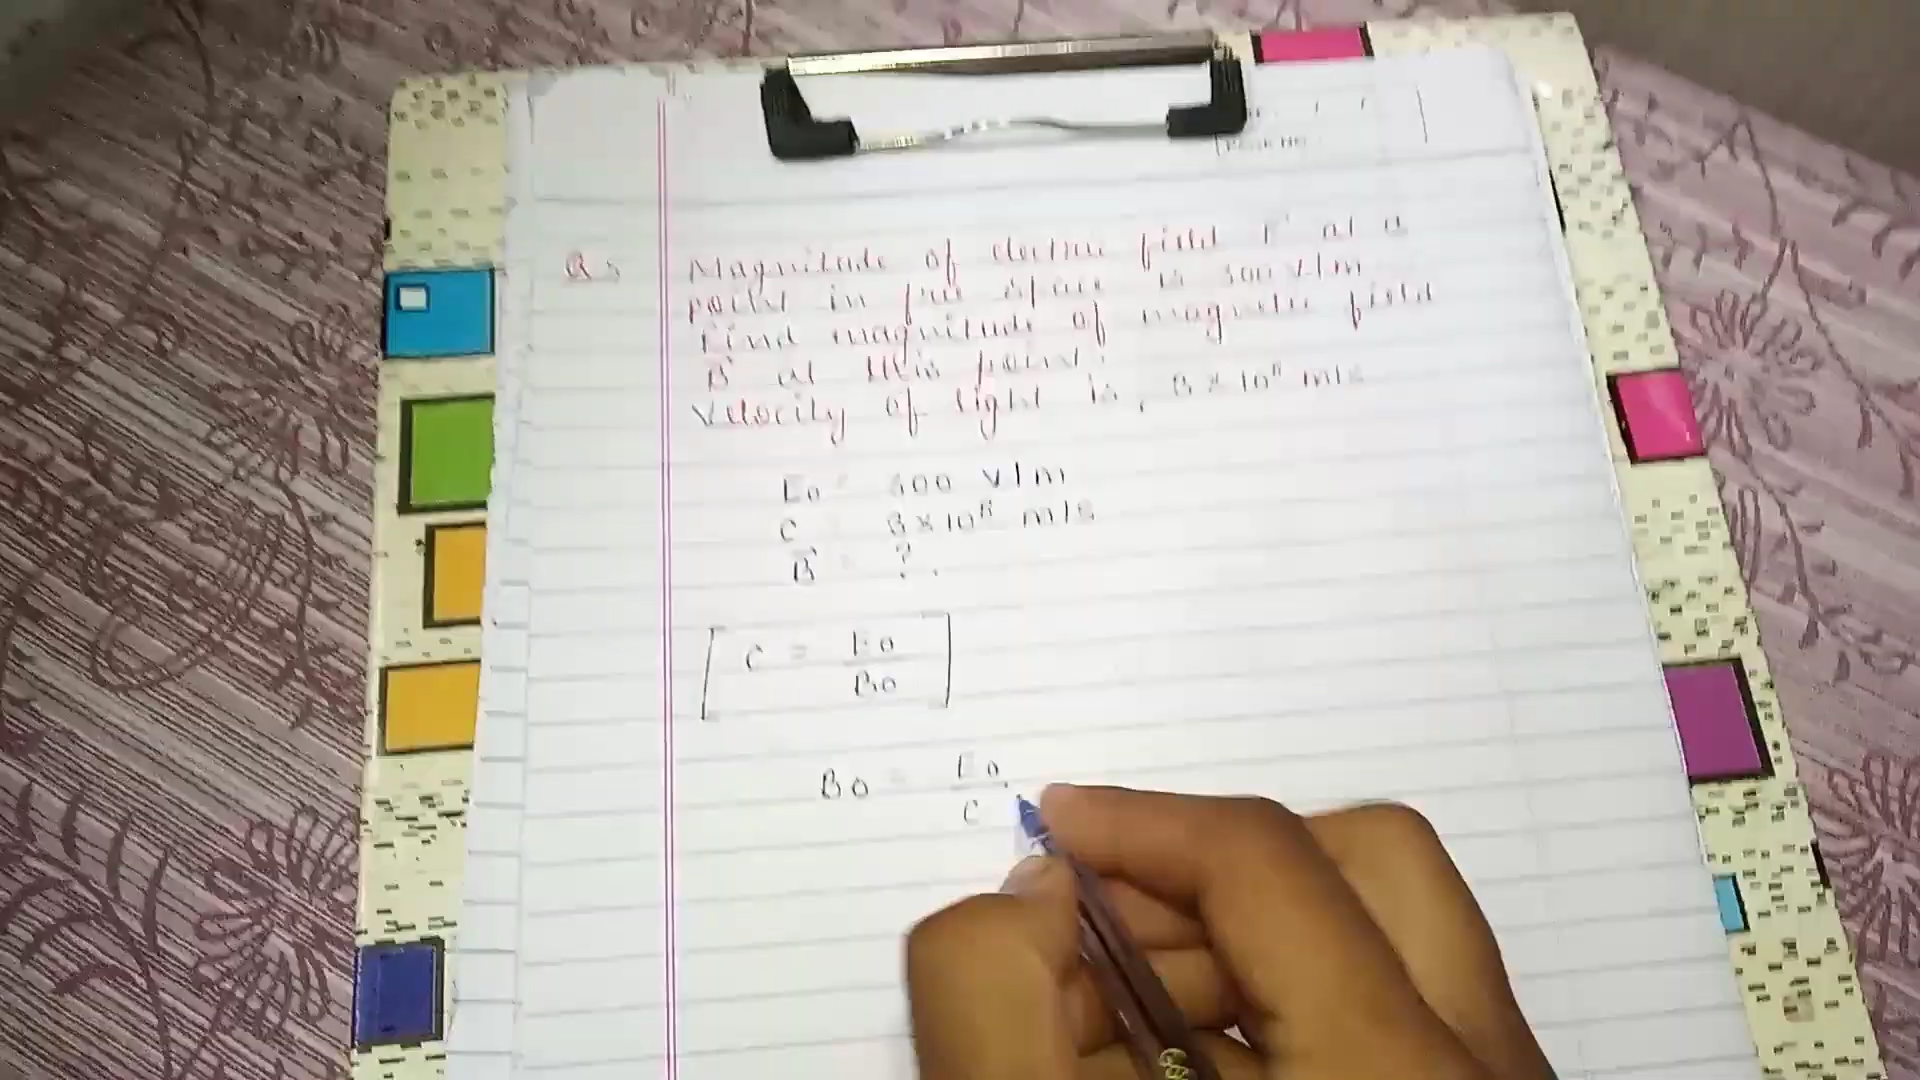 Q.5 Magnitude of electric field E at a
point in free space is 300 V/m
Find magnitude of magnetic field
B at this point.
Velocity of light is, 3×10⁸ m/s
E₀ = 300 V/m
C = 3×10⁸ m/s
B⃗ = ?.
[ C = E₀
B₀ ]
B₀ = E₀
C